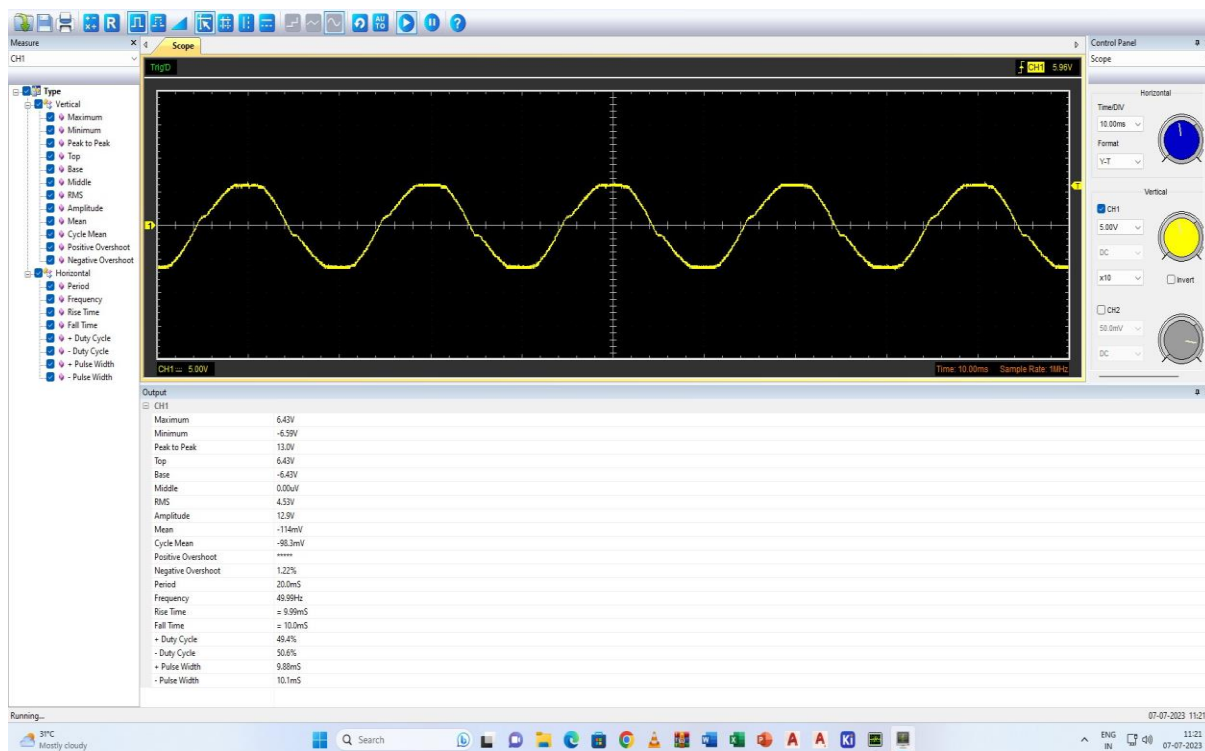 R
AU
TO
?
Measure
CH1
Type
Vertical
Maximum
Minimum
Peak to Peak
Top
Base
Middle
RMS
Amplitude
Mean
Cycle Mean
Positive Overshoot
Negative Overshoot
Horizontal
Period
Frequency
Rise Time
Fall Time
+ Duty Cycle
- Duty Cycle
+ Pulse Width
- Pulse Width
Scope
Trig'D
CH1 5.96V
1
T
CH1 5.00V
Time: 10.00ms Sample Rate: 1MHz
Control Panel
Scope
Horizontal
Time/DIV
10.00ms
Format
Y-T
Vertical
CH1
5.00V
DC
x10
Invert
CH2
50.0mV
DC
Output
CH1
Maximum 6.43V
Minimum -6.59V
Peak to Peak 13.0V
Top 6.43V
Base -6.43V
Middle 0.00uV
RMS 4.53V
Amplitude 12.9V
Mean -114mV
Cycle Mean -98.3mV
Positive Overshoot *****
Negative Overshoot 1.22%
Period 20.0mS
Frequency 49.99Hz
Rise Time = 9.99mS
Fall Time = 10.0mS
+ Duty Cycle 49.4%
- Duty Cycle 50.6%
+ Pulse Width 9.88mS
- Pulse Width 10.1mS
Running...
07-07-2023 11:21
31°C
Mostly cloudy
Search
Ki
ENG
IN
11:21
07-07-2023